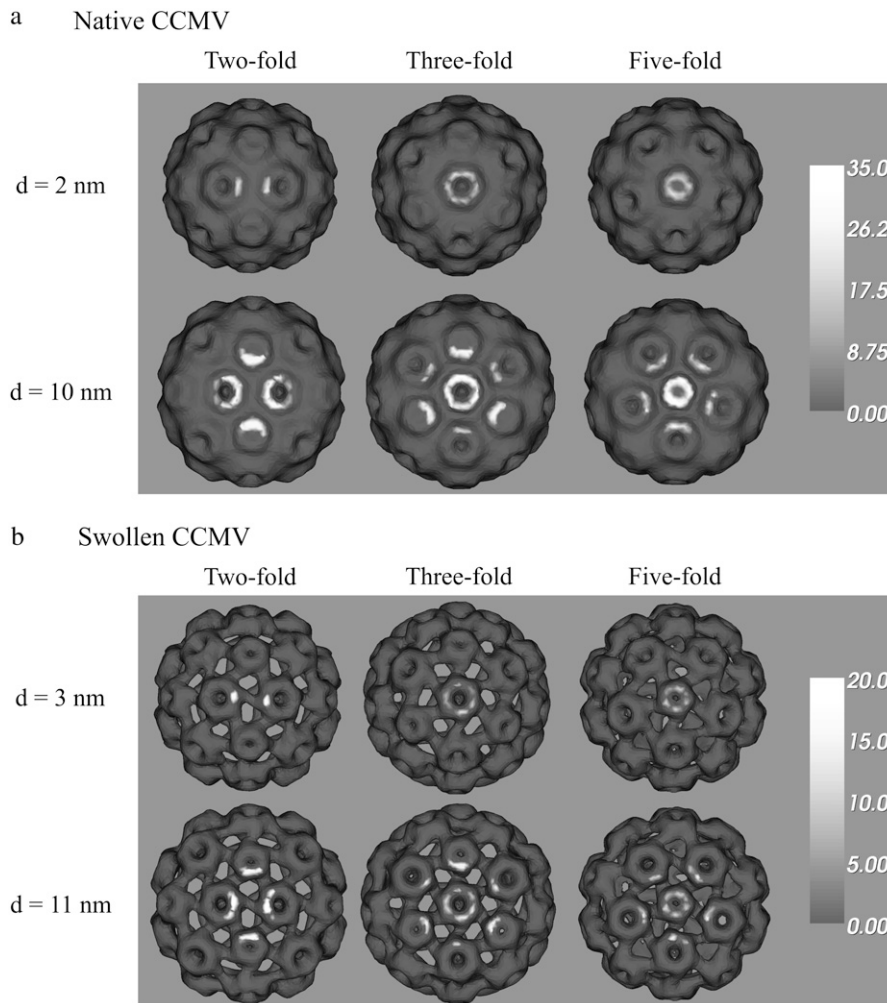 a Native CCMV
Two-fold Three-fold Five-fold
d = 2 nm
35.0
26.2
17.5
8.75
0.00
d = 10 nm
b Swollen CCMV
Two-fold Three-fold Five-fold
d = 3 nm
20.0
15.0
10.0
5.00
0.00
d = 11 nm